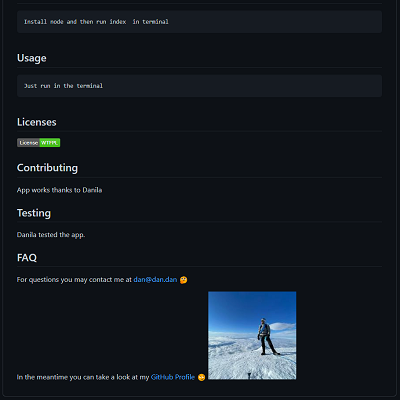 Install node and then run index in terminal
Usage
Just run in the terminal
Licenses
License WTFPL
Contributing
App works thanks to Danila
Testing
Danila tested the app.
FAQ
For questions you may contact me at dan@dan.dan
In the meantime you can take a look at my GitHub Profile